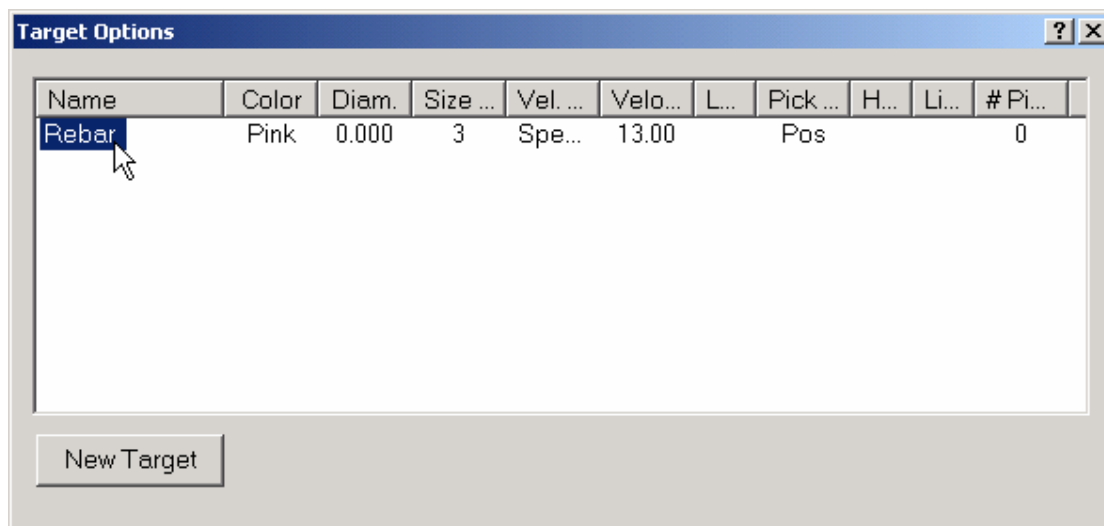 Target Options
Name Color Diam. Size ... Vel. ... Velo... L... Pick ... H... Li... # Pi...
Rebar Pink 0.000 3 Spe... 13.00 Pos 0
New Target